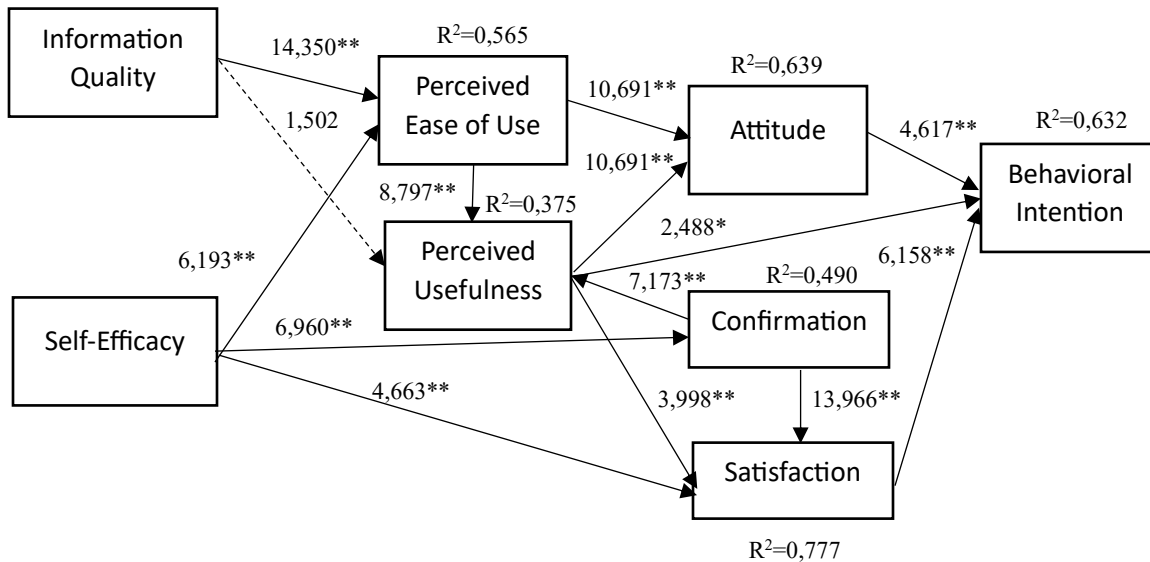 Information
Quality
14,350**
1,502
R²=0,565
Perceived
Ease of Use
10,691**
R²=0,639
Attitude
4,617**
R²=0,632
Behavioral
Intention
8,797**
R²=0,375
10,691**
Perceived
Usefulness
2,488*
6,193**
7,173**
R²=0,490
Confirmation
6,158**
Self-Efficacy
6,960**
4,663**
3,998**
13,966**
Satisfaction
R²=0,777